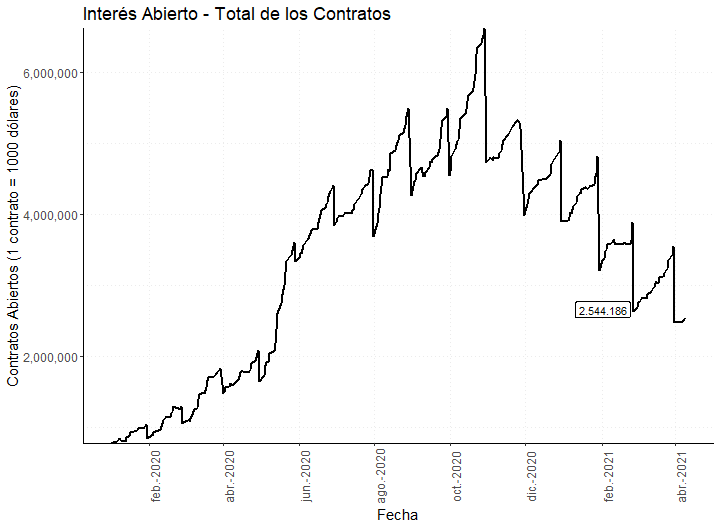 Interés Abierto - Total de los Contratos
Contratos Abiertos (1 contrato = 1000 dólares)
6,000,000
4,000,000
2,000,000
2.544.186
feb.-2020
abr.-2020
jun.-2020
ago.-2020
oct.-2020
dic.-2020
feb.-2021
abr.-2021
Fecha